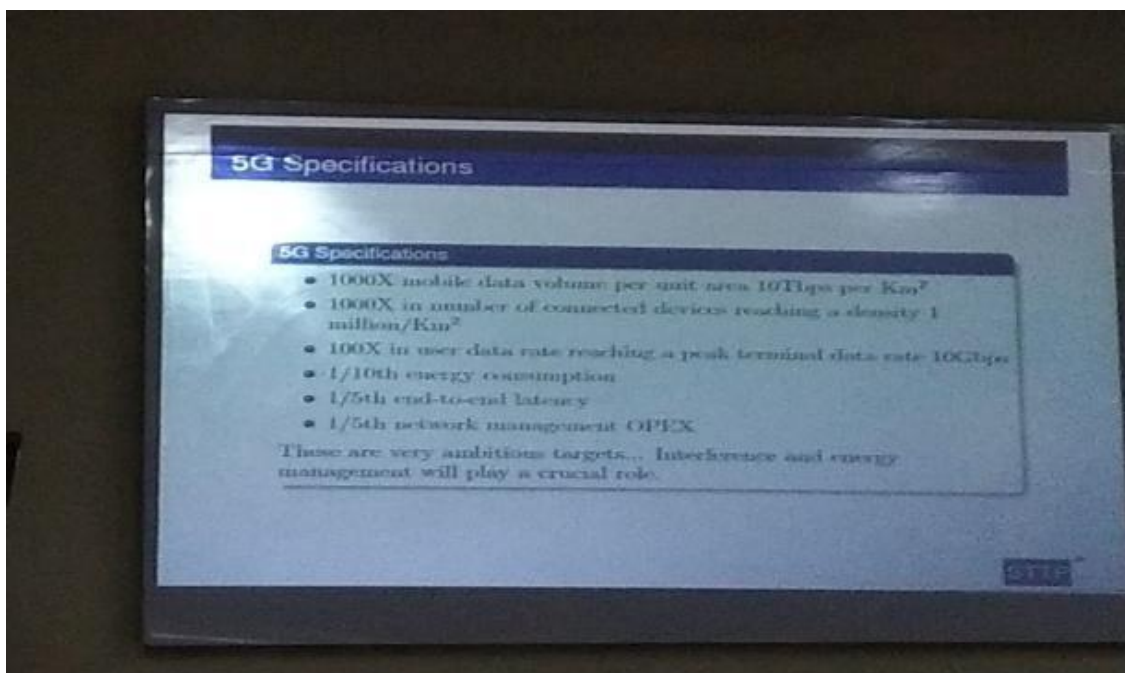 5G Specifications
5G Specifications
• 1000X mobile data volume per unit area 10Tbps per Km²
• 1000X in number of connected devices reaching a density 1
million/Km²
• 100X in user data rate reaching a peak terminal data rate 10Gbps
• 1/10th energy consumption
• 1/5th end-to-end latency
• 1/5th network management OPEX
These are very ambitious targets... Interference and energy
management will play a crucial role.
STTP